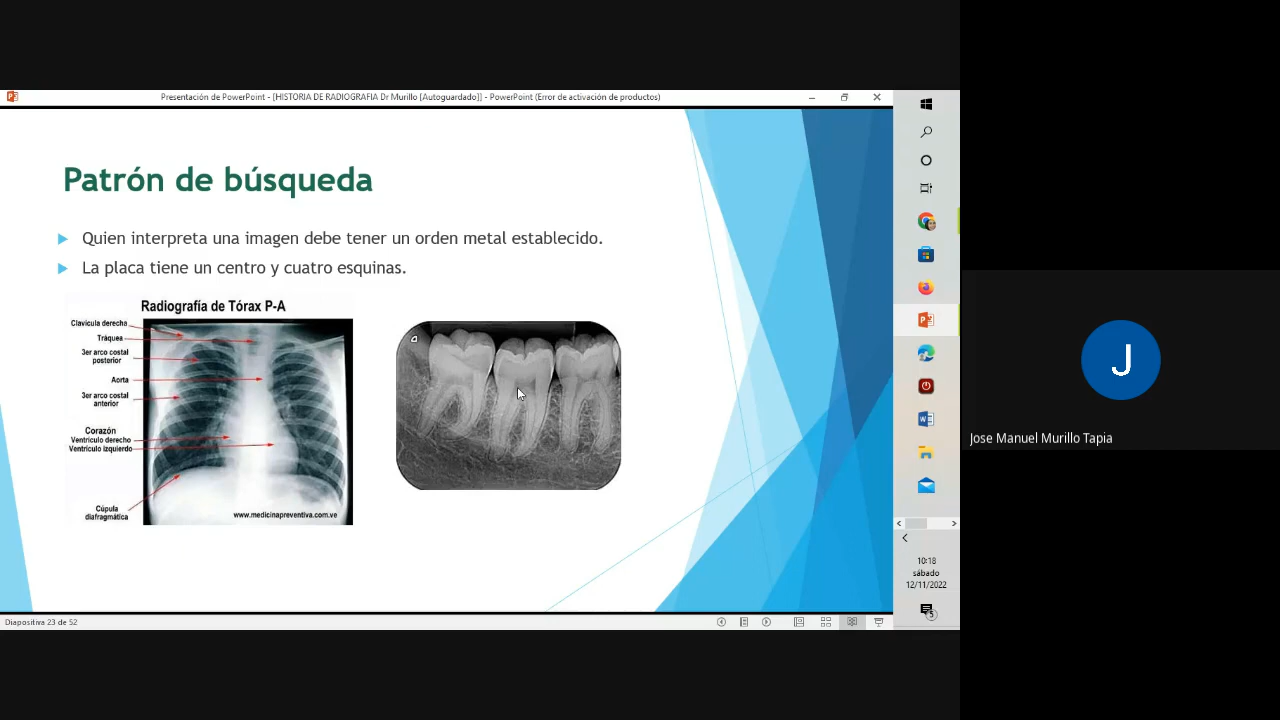 Presentación de PowerPoint - [HISTORIA DE RADIOGRAFIA Dr Murillo [Autoguardado]] - PowerPoint (Error de activación de productos)
Patrón de búsqueda
Quien interpreta una imagen debe tener un orden metal establecido.
La placa tiene un centro y cuatro esquinas.
Radiografía de Tórax P-A
Clavícula derecha
Tráquea
3er arco costal
posterior
Aorta
3er arco costal
anterior
Corazón
Ventrículo derecho
Ventrículo izquierdo
Cúpula
diafragmática
www.medicinapreventiva.com.ve
a
Diapositiva 23 de 52
10:18
sábado
12/11/2022
5
J
Jose Manuel Murillo Tapia